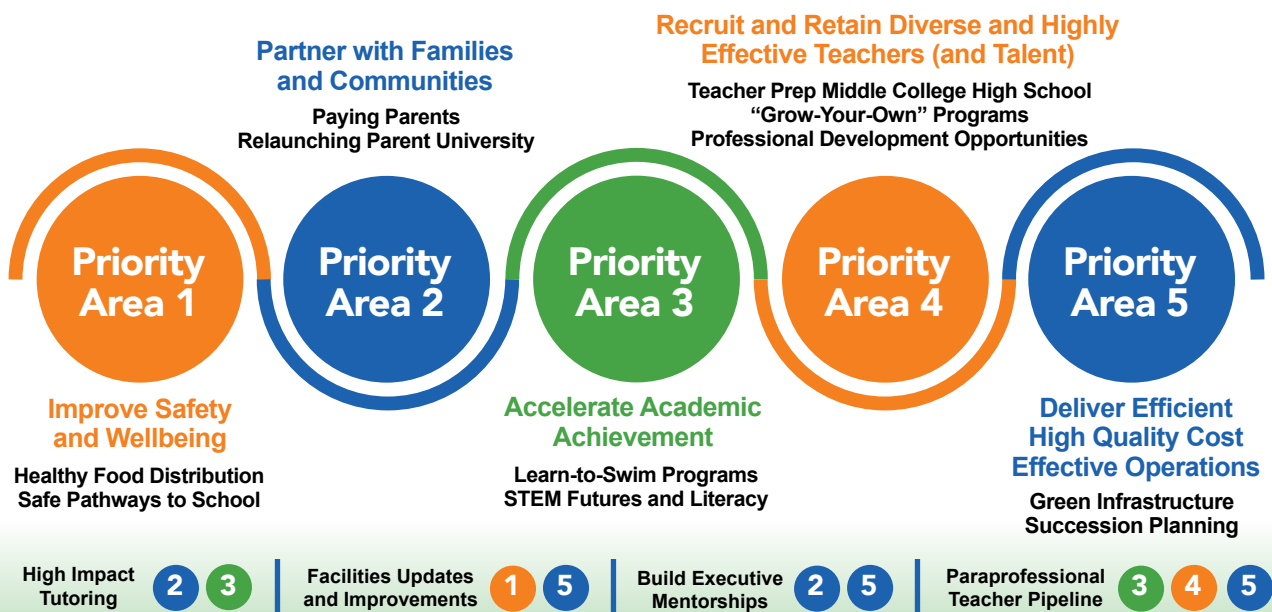 Partner with Families
and Communities
Paying Parents
Relaunching Parent University
Recruit and Retain Diverse and Highly
Effective Teachers (and Talent)
Teacher Prep Middle College High School
“Grow-Your-Own” Programs
Professional Development Opportunities
Priority
Area 1
Priority
Area 2
Priority
Area 3
Priority
Area 4
Priority
Area 5
Improve Safety
and Wellbeing
Healthy Food Distribution
Safe Pathways to School
Accelerate Academic
Achievement
Learn-to-Swim Programs
STEM Futures and Literacy
Deliver Efficient
High Quality Cost
Effective Operations
Green Infrastructure
Succession Planning
High Impact
Tutoring
2 3
Facilities Updates
and Improvements
1 5
Build Executive
Mentorships
2 5
Paraprofessional
Teacher Pipeline
3 4 5